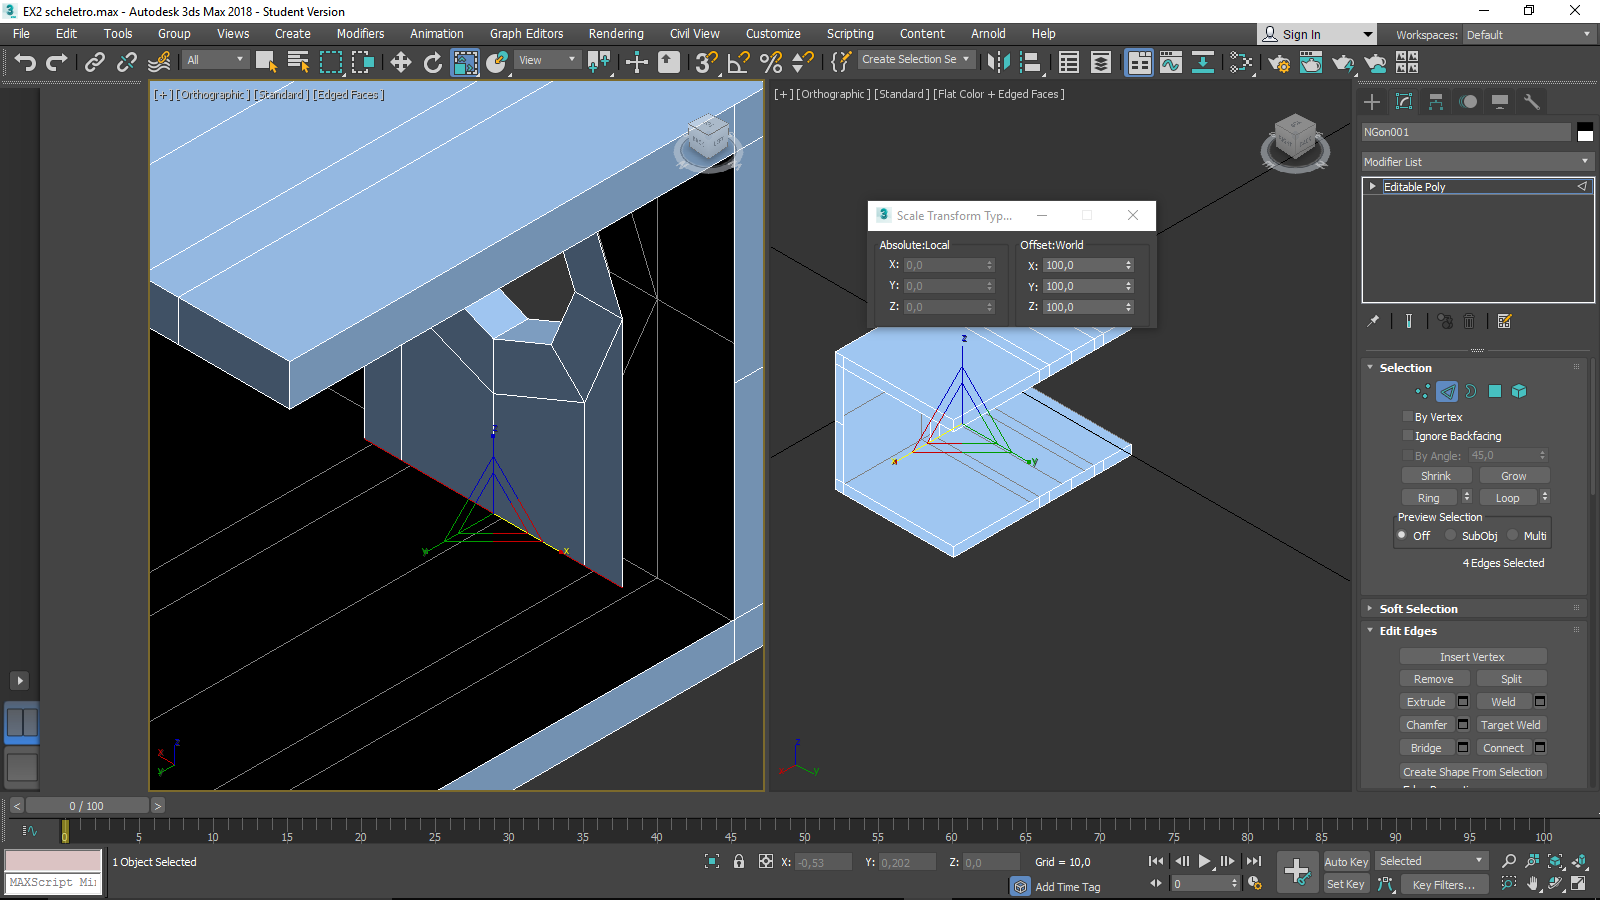 EX2 scheletro.max - Autodesk 3ds Max 2018 - Student Version
File Edit Tools Group Views Create Modifiers Animation Graph Editors Rendering Civil View Customize Scripting Content Arnold Help
Sign In
Workspaces: Default
All
View
Create Selection Se
[+] [Orthographic] [Standard] [Edged Faces]
[+] [Orthographic] [Standard] [Flat Color + Edged Faces]
Scale Transform Typ...
Absolute:Local Offset:World
X: 0,0 X: 100,0
Y: 0,0 Y: 100,0
Z: 0,0 Z: 100,0
z
x
y
z
x
y
z
x
y
z
x
y
NGon001
Modifier List
Editable Poly
Selection
By Vertex
Ignore Backfacing
By Angle: 45,0
Shrink Grow
Ring Loop
Preview Selection
Off SubObj Multi
4 Edges Selected
Soft Selection
Edit Edges
Insert Vertex
Remove Split
Extrude Weld
Chamfer Target Weld
Bridge Connect
Create Shape From Selection
< 0 / 100 >
0 5 10 15 20 25 30 35 40 45 50 55 60 65 70 75 80 85 90 95 100
1 Object Selected
X: -0,53 Y: 0,202 Z: 0,0 Grid = 10,0
Add Time Tag
MAXScript Mi
0
Auto Key Selected
Set Key Key Filters...